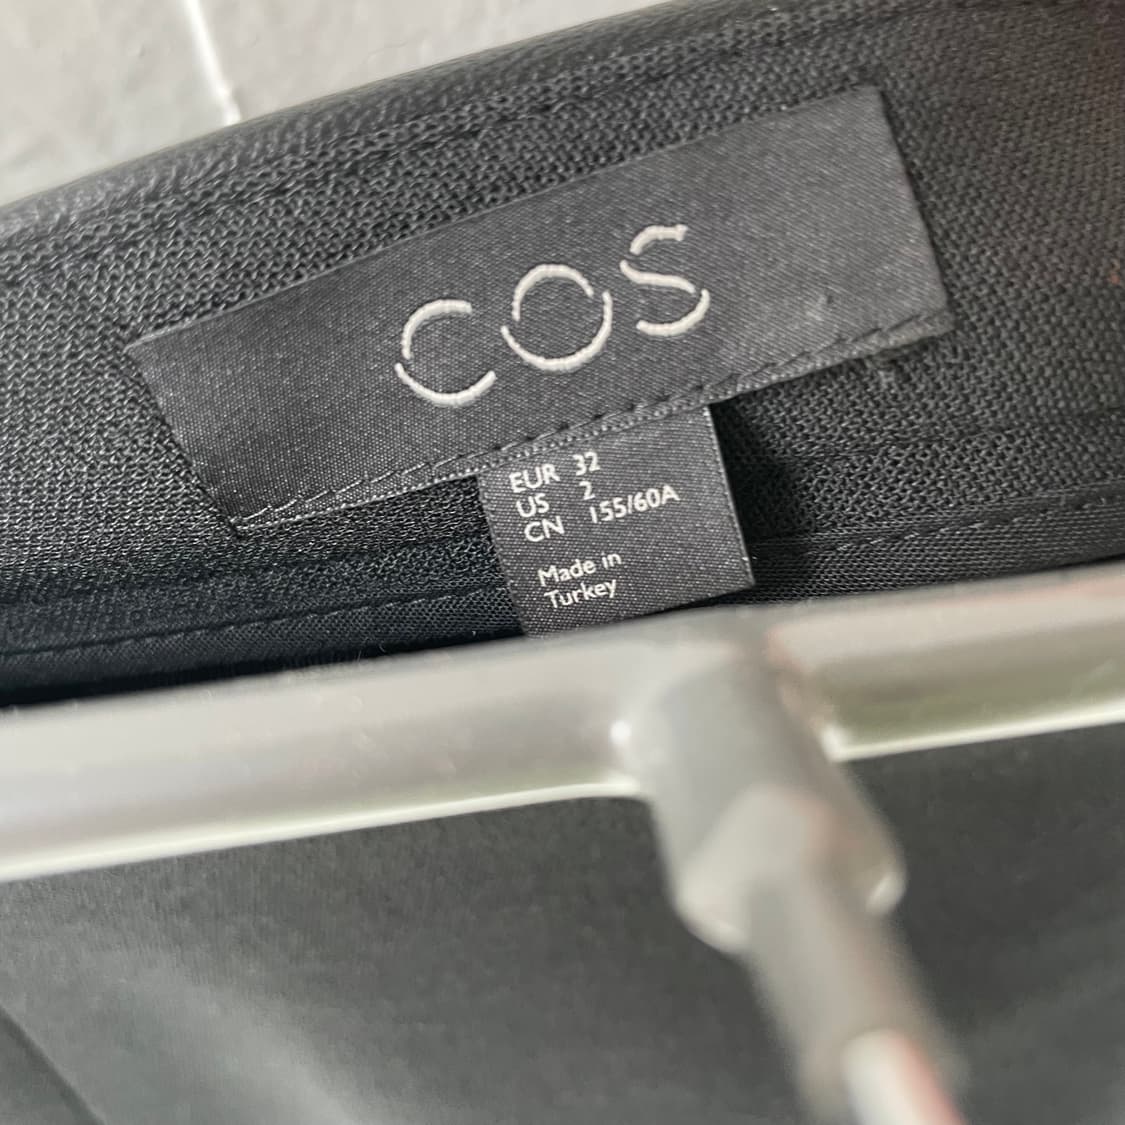 COS
EUR 32
US 2
CN 155/60A
Made in
Turkey